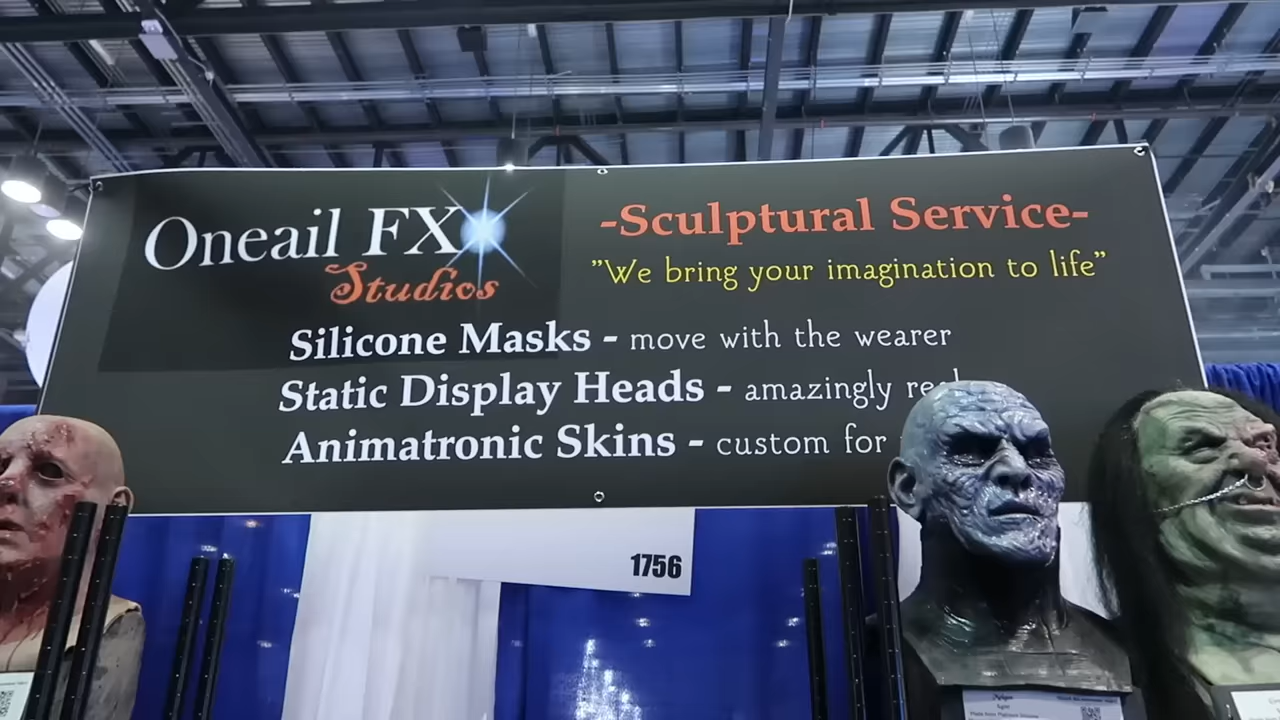 Oneail FX
Studios
-Sculptural Service-
"We bring your imagination to life"
Silicone Masks - move with the wearer
Static Display Heads - amazingly real
Animatronic Skins - custom for
1756